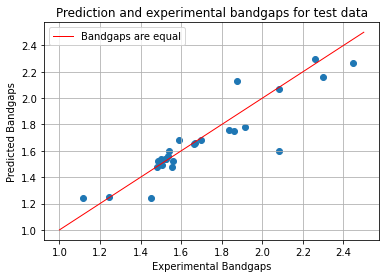 Prediction and experimental bandgaps for test data
Bandgaps are equal
Predicted Bandgaps
2.4
2.2
2.0
1.8
1.6
1.4
1.2
1.0
1.0 1.2 1.4 1.6 1.8 2.0 2.2 2.4
Experimental Bandgaps